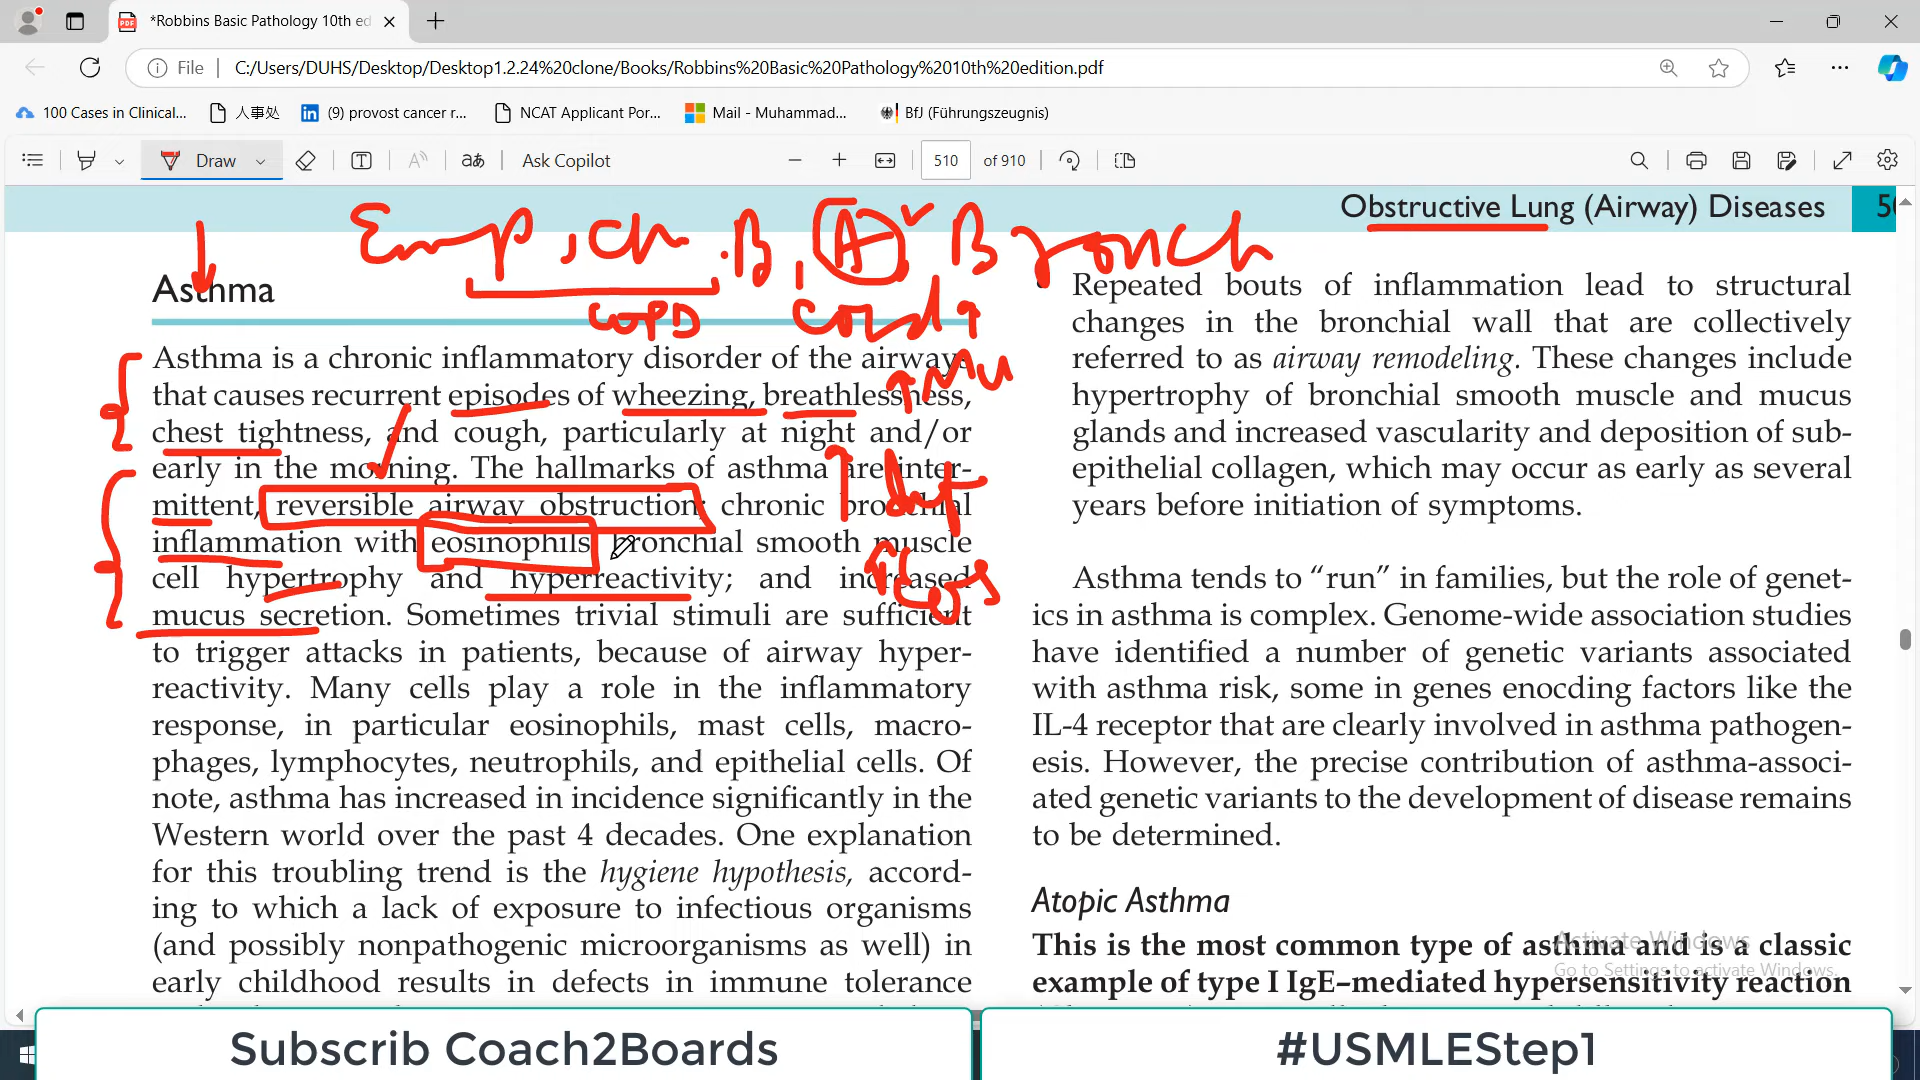 *Robbins Basic Pathology 10th ed
File
C:/Users/DUHS/Desktop/Desktop1.2.24%20clone/Books/Robbins%20Basic%20Pathology%2010th%20edition.pdf
100 Cases in Clinical...
人事处
(9) provost cancer r...
NCAT Applicant Por...
Mail - Muhammad...
BfJ (Führungszeugnis)
Draw
Ask Copilot
510 of 910
Obstructive Lung (Airway) Diseases
Emp, Ch. B, A B ronch
COPD
Asthma
Asthma is a chronic inflammatory disorder of the airways
that causes recurrent episodes of wheezing, breathlessness,
chest tightness, and cough, particularly at night and/or
early in the morning. The hallmarks of asthma are inter-
mittent, reversible airway obstruction; chronic bronchial
inflammation with eosinophils bronchial smooth muscle
cell hypertrophy and hyperreactivity; and increased
mucus secretion. Sometimes trivial stimuli are sufficient
to trigger attacks in patients, because of airway hyper-
reactivity. Many cells play a role in the inflammatory
response, in particular eosinophils, mast cells, macro-
phages, lymphocytes, neutrophils, and epithelial cells. Of
note, asthma has increased in incidence significantly in the
Western world over the past 4 decades. One explanation
for this troubling trend is the hygiene hypothesis, accord-
ing to which a lack of exposure to infectious organisms
(and possibly nonpathogenic microorganisms as well) in
early childhood results in defects in immune tolerance
Repeated bouts of inflammation lead to structural
changes in the bronchial wall that are collectively
referred to as airway remodeling. These changes include
hypertrophy of bronchial smooth muscle and mucus
glands and increased vascularity and deposition of sub-
epithelial collagen, which may occur as early as several
years before initiation of symptoms.
Asthma tends to “run” in families, but the role of genet-
ics in asthma is complex. Genome-wide association studies
have identified a number of genetic variants associated
with asthma risk, some in genes enocding factors like the
IL-4 receptor that are clearly involved in asthma pathogen-
esis. However, the precise contribution of asthma-associ-
ated genetic variants to the development of disease remains
to be determined.
Atopic Asthma
This is the most common type of asthma and is a classic
example of type I IgE–mediated hypersensitivity reaction
Activate Windows
Go to Settings to activate Windows.
Subscrib Coach2Boards
#USMLEStep1